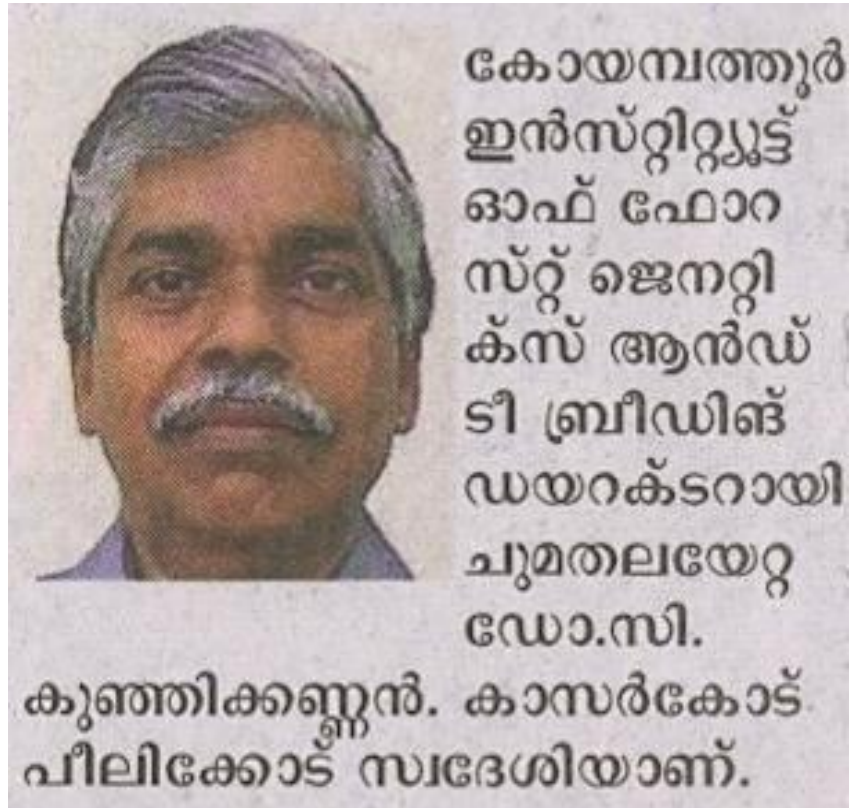 കോയമ്പത്തൂർ
ഇൻസ്റ്റിറ്റ്യൂട്ട്
ഓഫ് ഫോറ
സ്റ്റ് ജെനറ്റി
ക്സ് ആൻഡ്
ടീ ബ്രീഡിങ്
ഡയറക്ടറായി
ചുമതലയേറ്റ
ഡോ.സി.
കുഞ്ഞിക്കണ്ണൻ. കാസർകോട്
പീലിക്കോട് സ്വദേശിയാണ്.